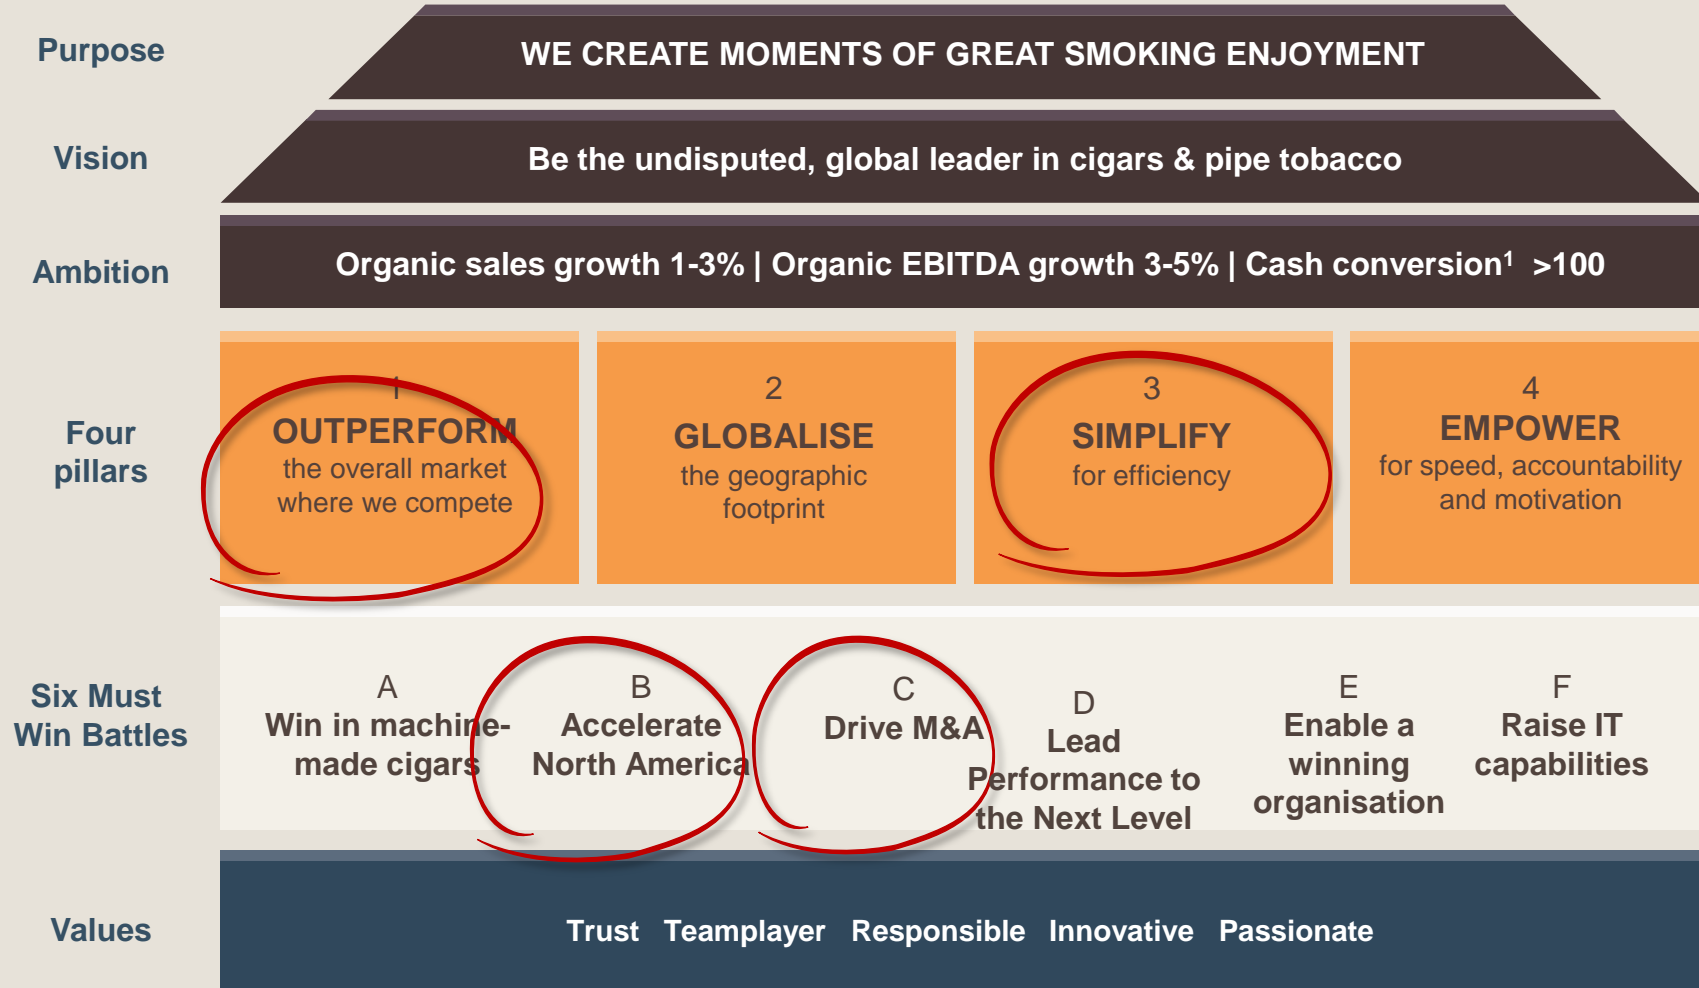 Purpose
WE CREATE MOMENTS OF GREAT SMOKING ENJOYMENT
Vision
Be the undisputed, global leader in cigars & pipe tobacco
Ambition
Organic sales growth 1-3% | Organic EBITDA growth 3-5% | Cash conversion¹ >100
Four
pillars
1
OUTPERFORM
the overall market
where we compete
2
GLOBALISE
the geographic
footprint
3
SIMPLIFY
for efficiency
4
EMPOWER
for speed, accountability
and motivation
Six Must
Win Battles
A
Win in machine-
made cigars
B
Accelerate
North America
C
Drive M&A
D
Lead
Performance to
the Next Level
E
Enable a
winning
organisation
F
Raise IT
capabilities
Values
Trust Teamplayer Responsible Innovative Passionate